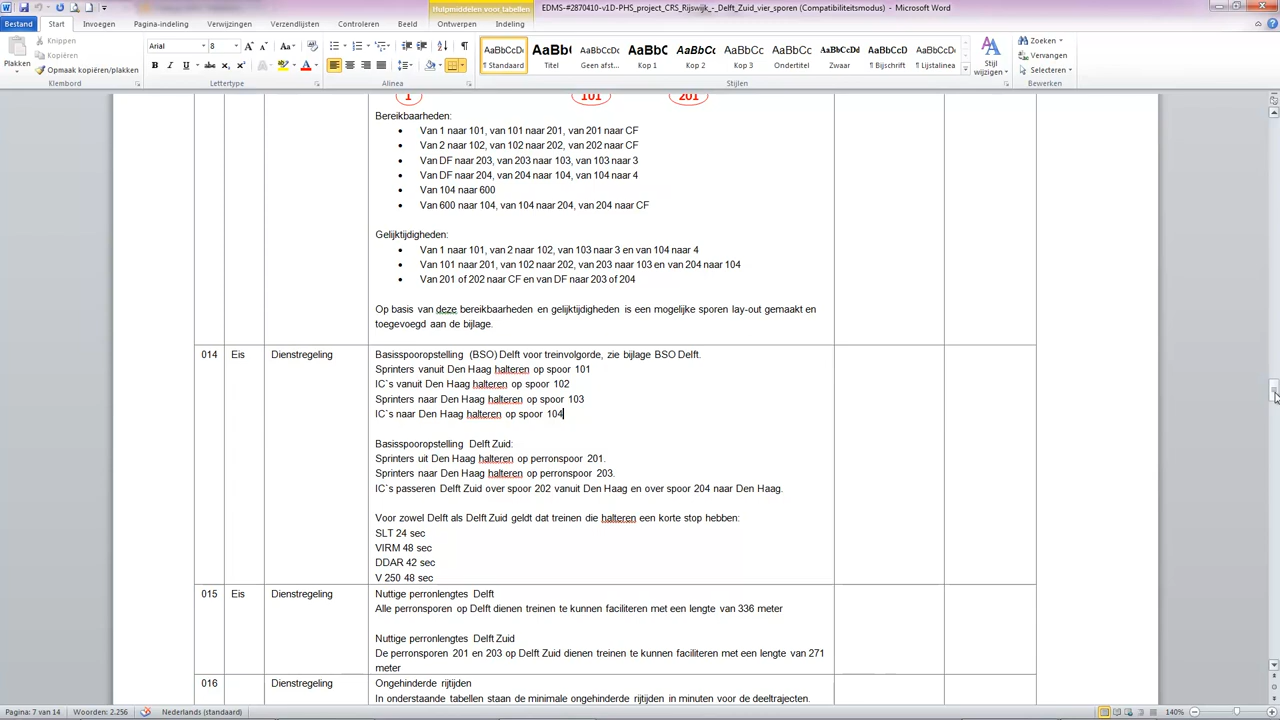 Hulpmiddelen voor tabellen
EDMS-#2870410-v1D-PHS_project_CRS_Rijswijk_-_Delft_Zuid_vier_sporen (Compatibiliteitsmodus) - Microsoft Word
Bestand Start Invoegen Pagina-indeling Verwijzingen Verzendlijsten Controleren Beeld Ontwerpen Indeling
Plakken
Knippen
Kopiëren
Opmaak kopiëren/plakken
Klembord
Arial 8
Lettertype
Alinea
AaBbCcDc AaBb( AaBbCcD( AaBbC AaBbCc AaBbCc AaBbCcDc AaBbCcD AaBbCcD(
¶ Standaard Titel Geen afst... Kop 1 Kop 2 Kop 3 Ondertitel Zwaar ¶ Bijschrift ¶ Lijstalinea
Stijlen
Stijl wijzigen
Zoeken
Vervangen
Selecteren
Bewerken
1 101 201
Bereikbaarheden:
• Van 1 naar 101, van 101 naar 201, van 201 naar CF
• Van 2 naar 102, van 102 naar 202, van 202 naar CF
• Van DF naar 203, van 203 naar 103, van 103 naar 3
• Van DF naar 204, van 204 naar 104, van 104 naar 4
• Van 104 naar 600
• Van 600 naar 104, van 104 naar 204, van 204 naar CF
Gelijktijdigheden:
• Van 1 naar 101, van 2 naar 102, van 103 naar 3 en van 104 naar 4
• Van 101 naar 201, van 102 naar 202, van 203 naar 103 en van 204 naar 104
• Van 201 of 202 naar CF en van DF naar 203 of 204
Op basis van deze bereikbaarheden en gelijktijdigheden is een mogelijke sporen lay-out gemaakt en
toegevoegd aan de bijlage.
014 Eis Dienstregeling Basisspooropstelling (BSO) Delft voor treinvolgorde, zie bijlage BSO Delft.
Sprinters vanuit Den Haag halteren op spoor 101
IC`s vanuit Den Haag halteren op spoor 102
Sprinters naar Den Haag halteren op spoor 103
IC`s naar Den Haag halteren op spoor 104
Basisspooropstelling Delft Zuid:
Sprinters uit Den Haag halteren op perronspoor 201.
Sprinters naar Den Haag halteren op perronspoor 203.
IC`s passeren Delft Zuid over spoor 202 vanuit Den Haag en over spoor 204 naar Den Haag.
Voor zowel Delft als Delft Zuid geldt dat treinen die halteren een korte stop hebben:
SLT 24 sec
VIRM 48 sec
DDAR 42 sec
V 250 48 sec
015 Eis Dienstregeling Nuttige perronlengtes Delft
Alle perronsporen op Delft dienen treinen te kunnen faciliteren met een lengte van 336 meter
Nuttige perronlengtes Delft Zuid
De perronsporen 201 en 203 op Delft Zuid dienen treinen te kunnen faciliteren met een lengte van 271
meter
016 Dienstregeling Ongehinderde rijtijden
In onderstaande tabellen staan de minimale ongehinderde rijtijden in minuten voor de deeltrajecten.
Pagina: 7 van 14 Woorden: 2.256 Nederlands (standaard) 140%